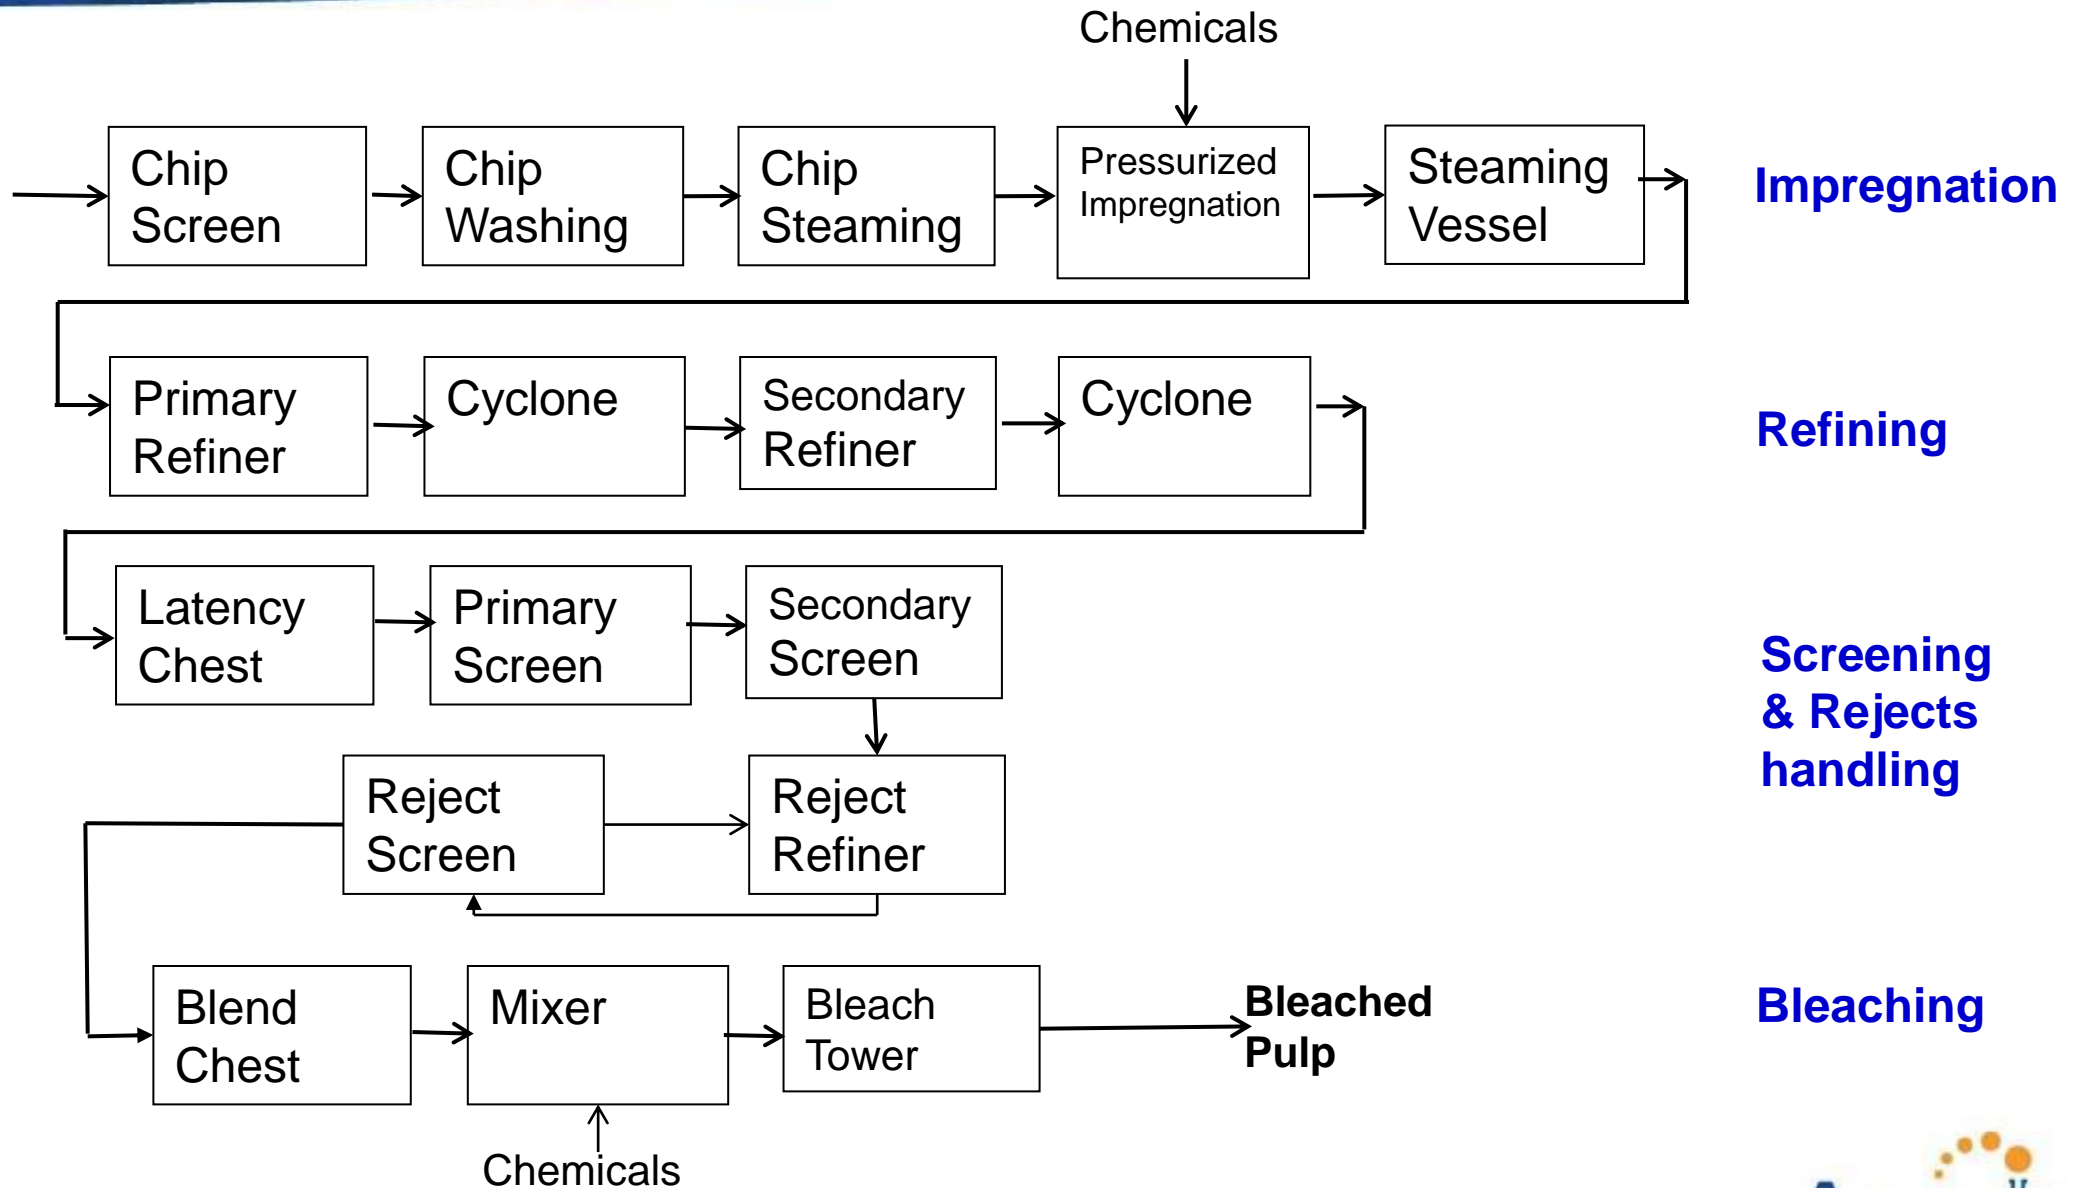 Chemicals
Chip
Screen
Chip
Washing
Chip
Steaming
Pressurized
Impregnation
Steaming
Vessel
Impregnation
Primary
Refiner
Cyclone
Secondary
Refiner
Cyclone
Refining
Latency
Chest
Primary
Screen
Secondary
Screen
Screening
& Rejects
handling
Reject
Screen
Reject
Refiner
Blend
Chest
Mixer
Bleach
Tower
Bleached
Pulp
Bleaching
Chemicals